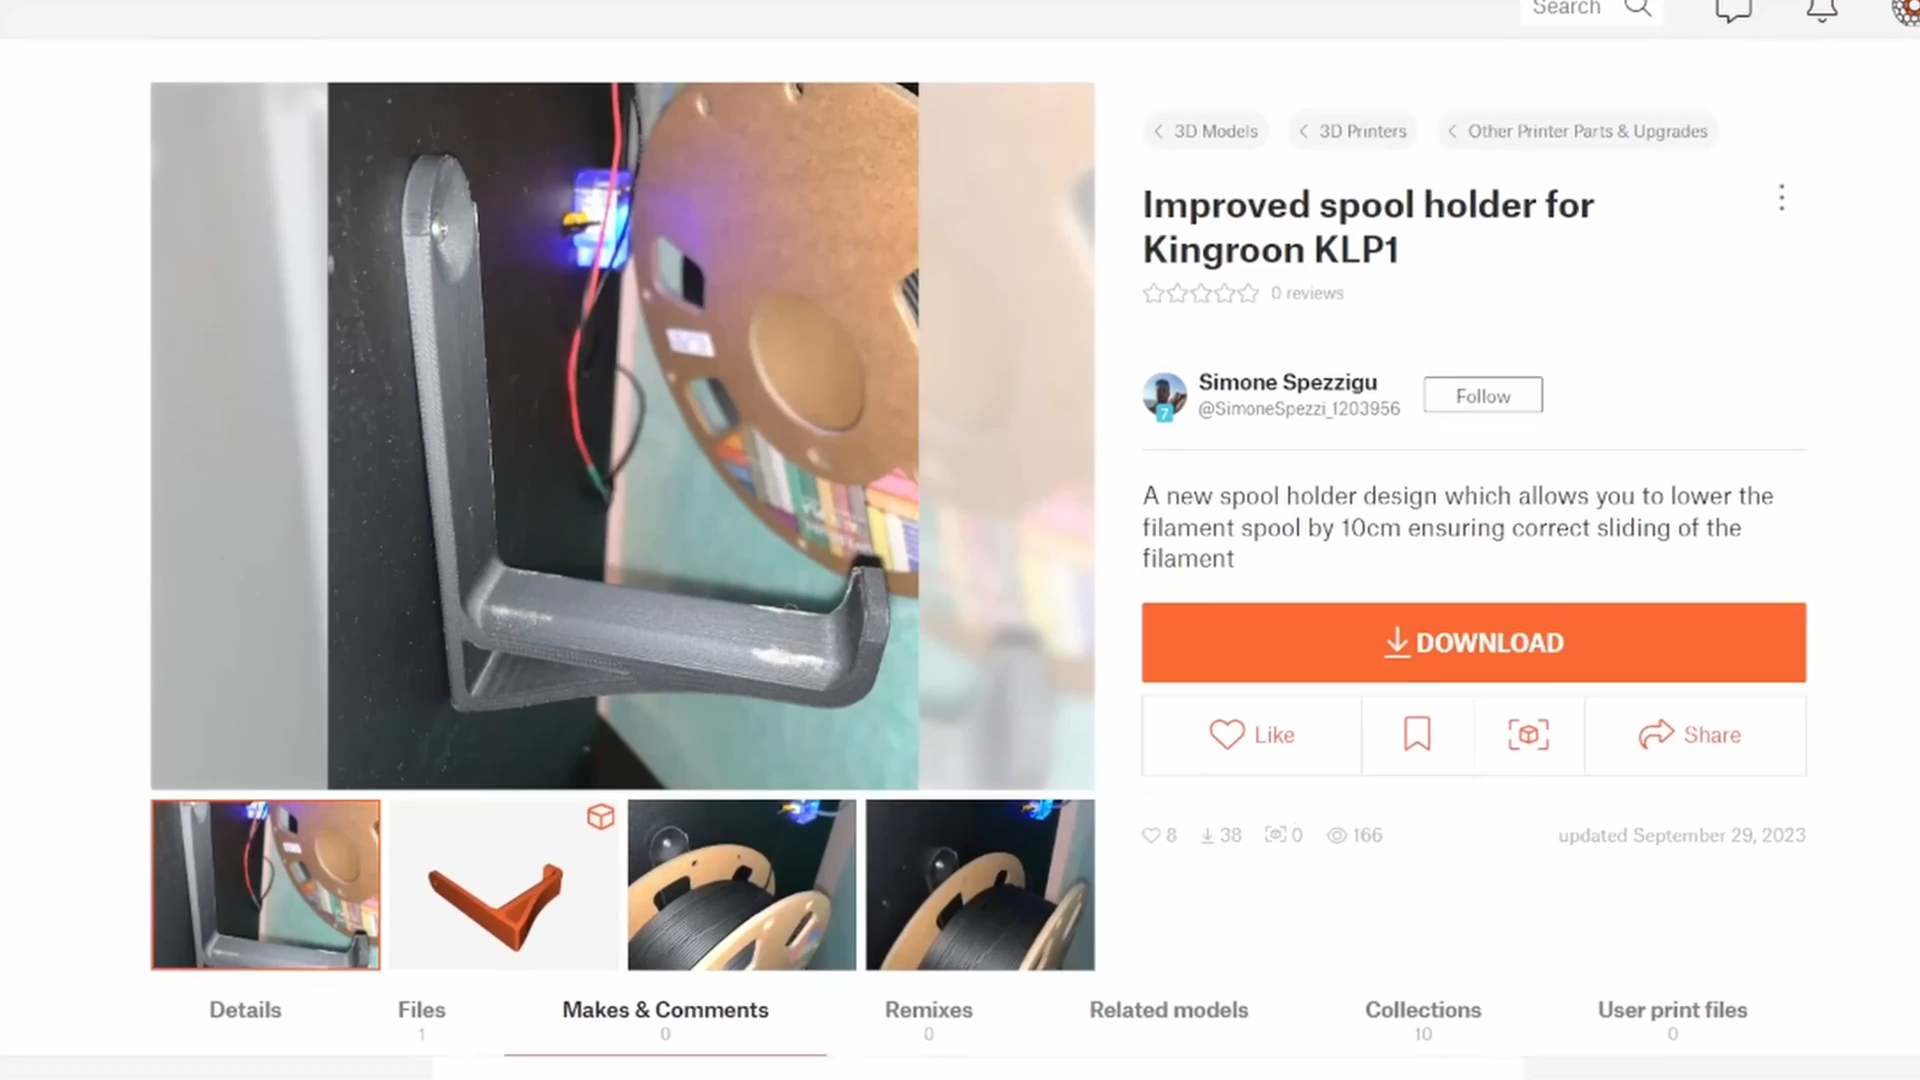 Search
3D Models
3D Printers
Other Printer Parts & Upgrades
Improved spool holder for
Kingroon KLP1
0 reviews
Simone Spezzigu
@SimoneSpezzi_1203956
7
Follow
A new spool holder design which allows you to lower the
filament spool by 10cm ensuring correct sliding of the
filament
DOWNLOAD
Like
Share
8
38
0
166
updated September 29, 2023
Details
Files
1
Makes & Comments
0
Remixes
0
Related models
Collections
10
User print files
0